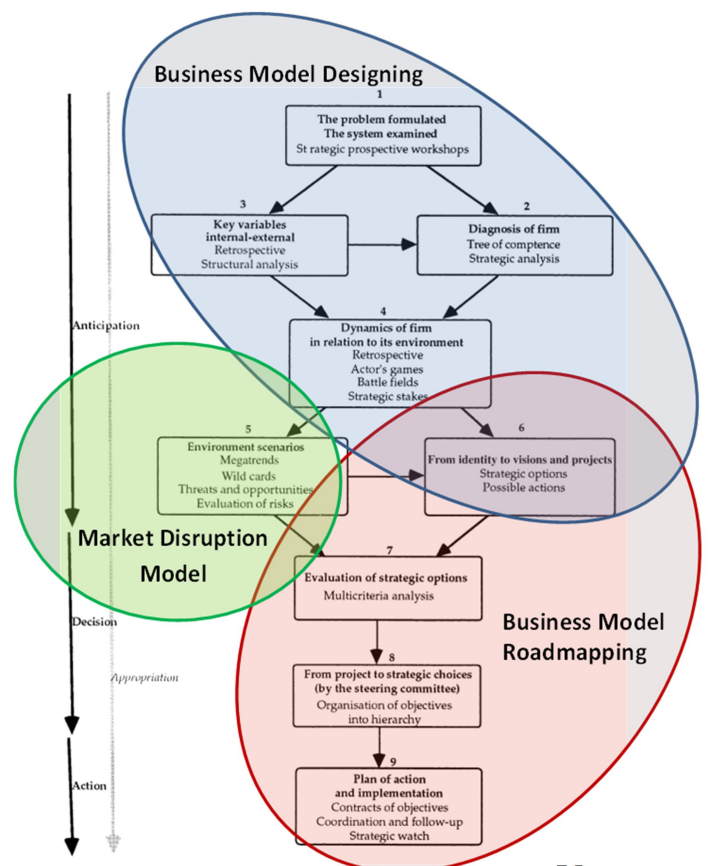 Business Model Designing
1
The problem formulated
The system examined
St rategic prospective workshops
3
Key variables
internal-external
Retrospective
Structural analysis
2
Diagnosis of firm
Tree of comptence
Strategic analysis
4
Dynamics of firm
in relation to its environment
Retrospective
Actor's games
Battle fields
Strategic stakes
Anticipation
5
Environment scenarios
Megatrends
Wild cards
Threats and opportunities
Evaluation of risks
6
From identity to visions and projects
Strategic options
Possible actions
Market Disruption
Model
7
Evaluation of strategic options
Multicriteria analysis
Business Model
Roadmapping
Decision
Appropriation
8
From project to strategic choices
(by the steering committee)
Organisation of objectives
into hierarchy
9
Plan of action
and implementation
Contracts of objectives
Coordination and follow-up
Strategic watch
Action